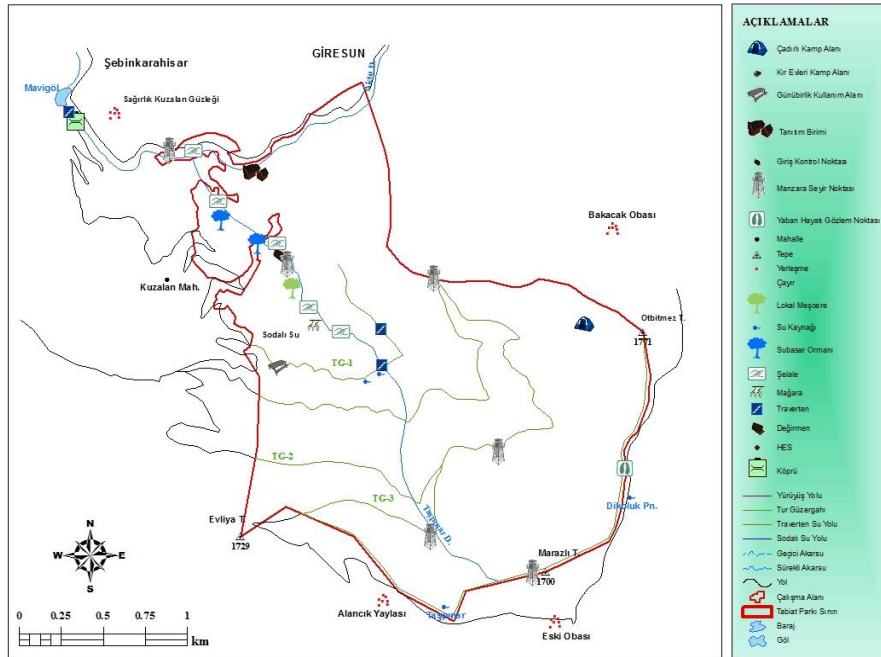 GİRESUN
Şebinkarahisar
Mavigöl
Sağırlık Kuzalan Güzleği
Bakacak Obası
Kuzalan Mah.
Otbitmez T.
1771
Sodalı Su
TG-1
TG-2
TG-3
Dikoluk Pn.
Evliya T.
1729
Taşpınar D.
Marazlı T.
1700
Alancık Yaylası
Taşpınar
Eski Obası
N
W E
S
0 0.25 0.5 0.75 1
km
AÇIKLAMALAR
Çadırlı Kamp Alanı
Kır Evleri Kamp Alanı
Günübirlik Kullanım Alanı
Tanıtım Birimi
Giriş Kontrol Noktası
Manzara Seyir Noktası
Yaban Hayatı Gözlem Noktası
Mahalle
Tepe
Yerleşme
Çayır
Lokal Meşcere
Su Kaynağı
Subasar Ormanı
Şelale
Mağara
Traverten
Değirmen
HES
Köprü
Yürüyüş Yolu
Tur Güzergahı
Traverten Su Yolu
Sodalı Su Yolu
Geçici Akarsu
Sürekli Akarsu
Yol
Çalışma Alanı
Tabiat Parkı Sınırı
Baraj
Göl